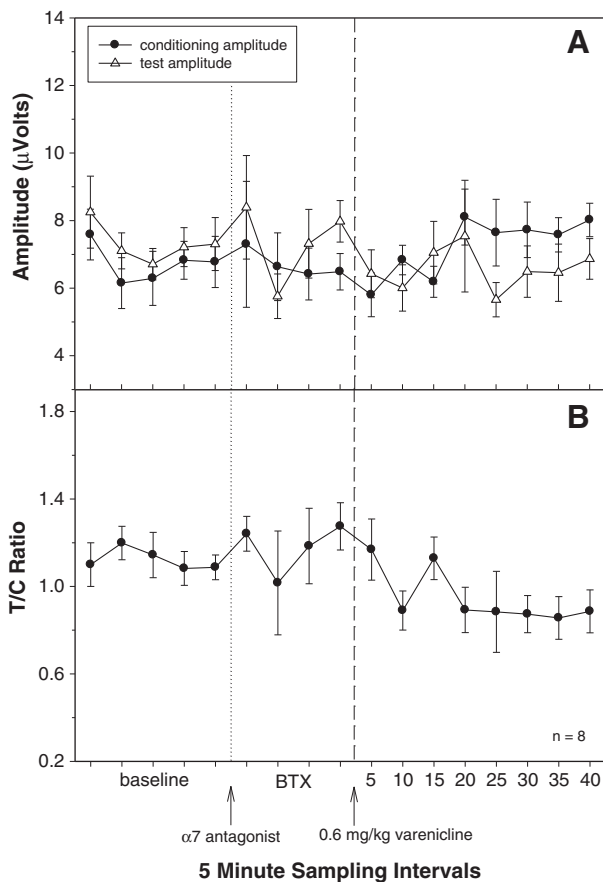 A
conditioning amplitude
test amplitude
14
12
10
8
6
4
Amplitude (μVolts)
B
1.8
1.4
1.0
0.6
0.2
T/C Ratio
n = 8
baseline BTX 5 10 15 20 25 30 35 40
α7 antagonist 0.6 mg/kg varenicline
5 Minute Sampling Intervals